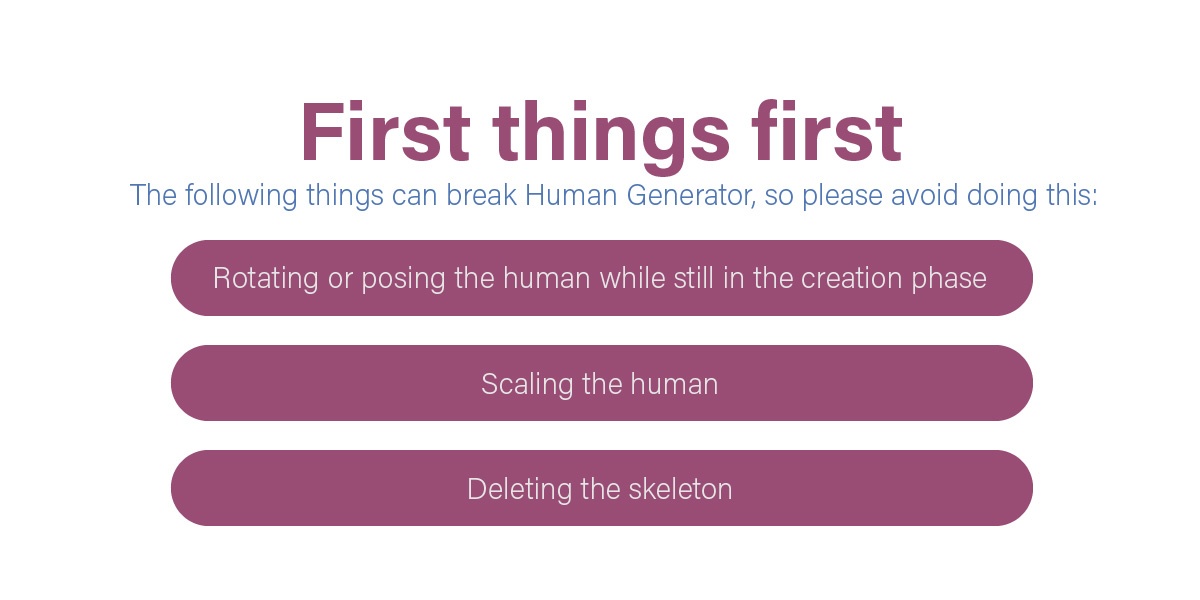 First things first
The following things can break Human Generator, so please avoid doing this:
Rotating or posing the human while still in the creation phase
Scaling the human
Deleting the skeleton